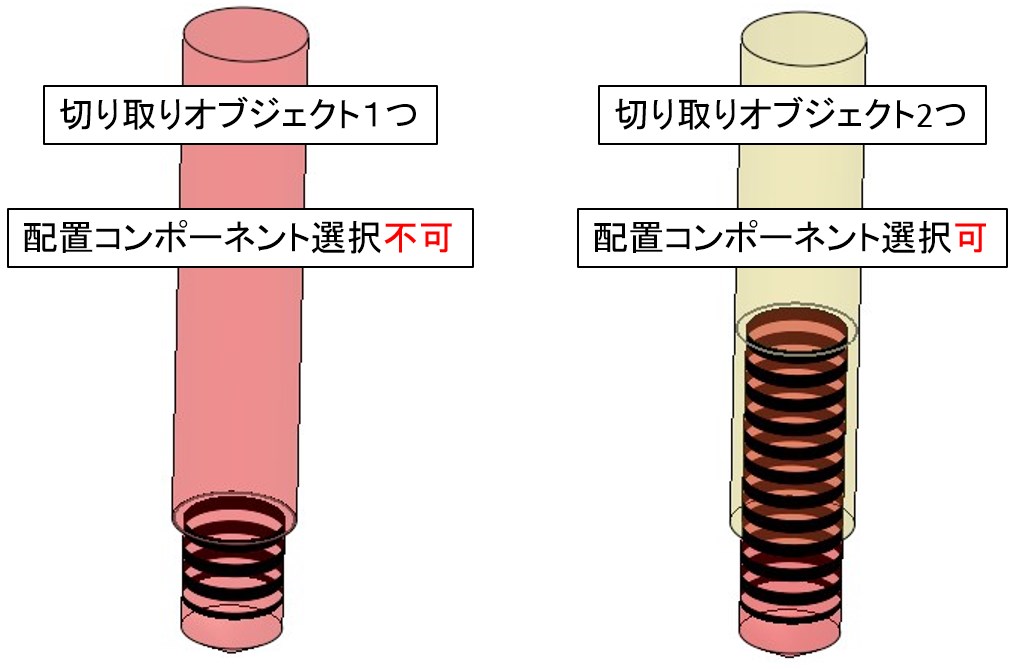 切り取りオブジェクト１つ
切り取りオブジェクト2つ
配置コンポーネント選択不可
配置コンポーネント選択可